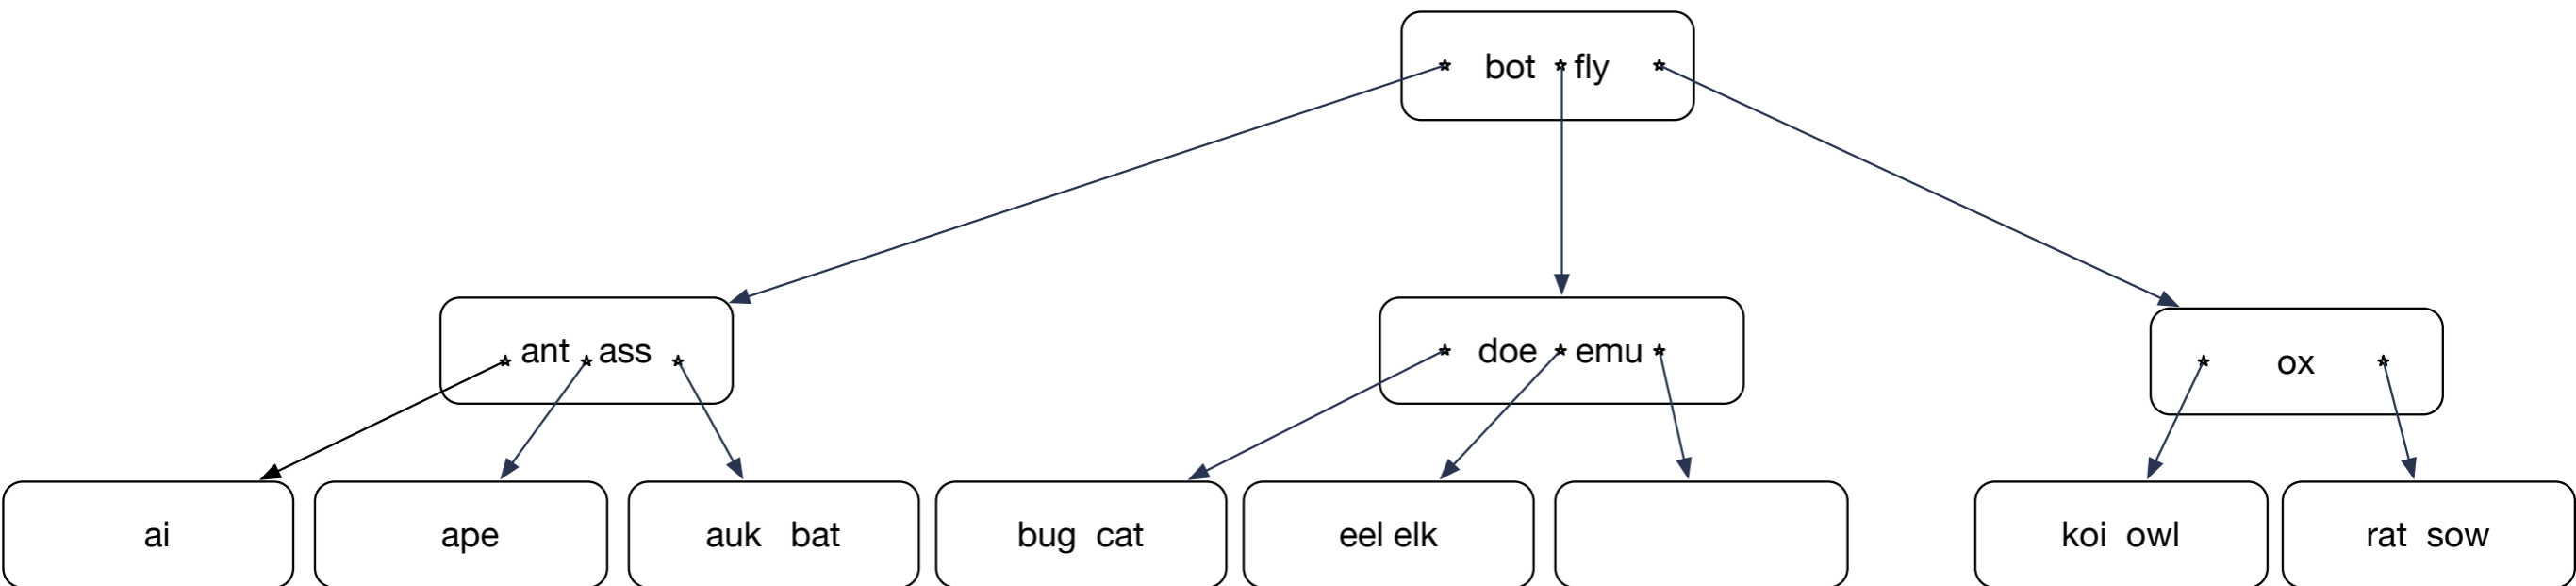 bot fly
ant ass
doe emu
ox
ai
ape
auk bat
bug cat
eel elk
koi owl
rat sow